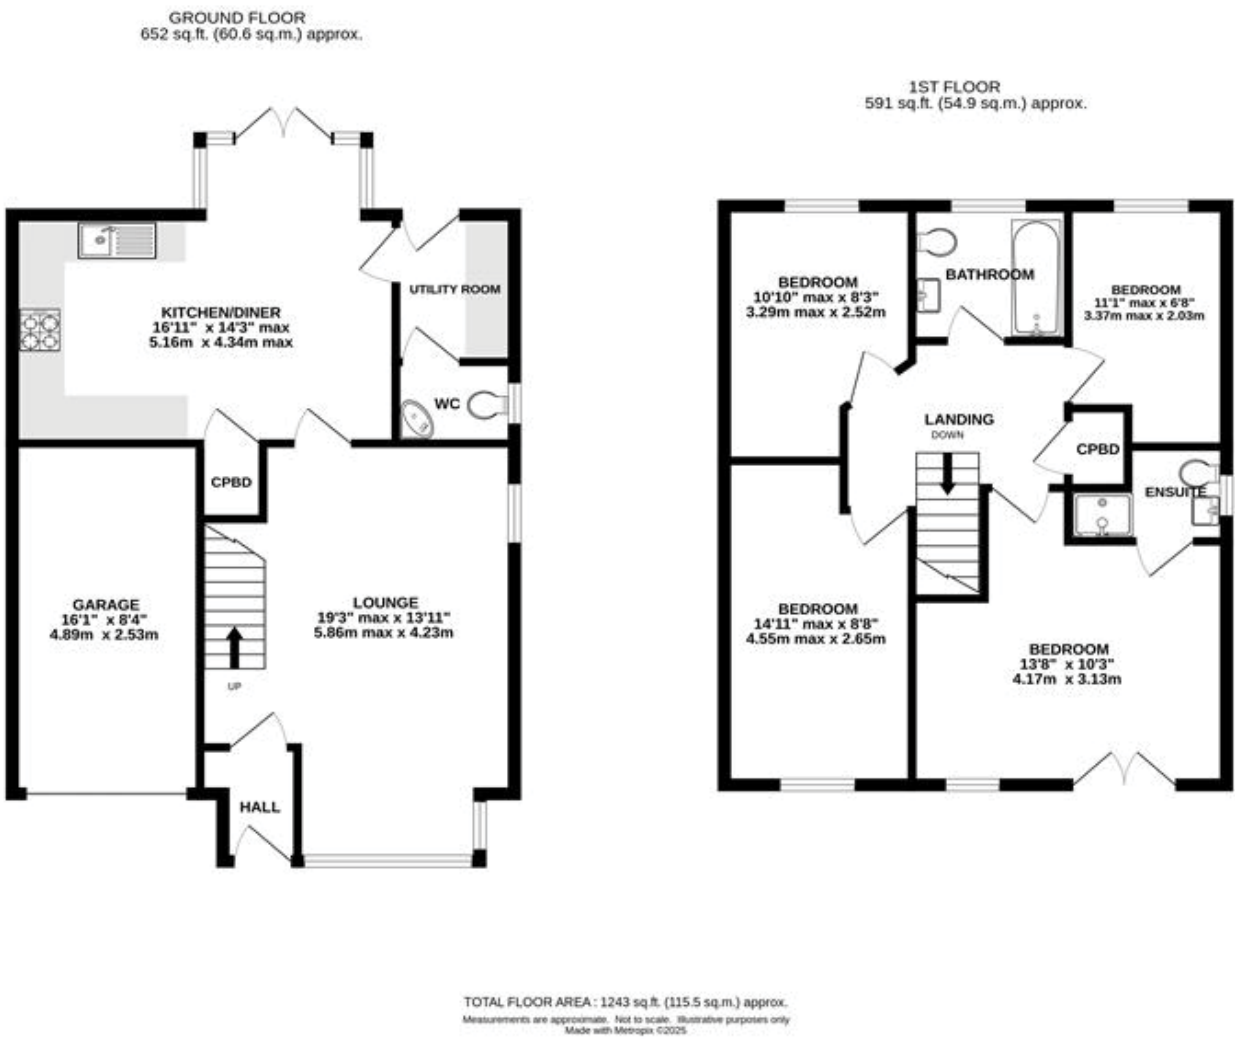 GROUND FLOOR
652 sq.ft. (60.6 sq.m.) approx.
KITCHEN/DINER
16'11" x 14'3" max
5.16m x 4.34m max
UTILITY ROOM
WC
CPBD
GARAGE
16'1" x 8'4"
4.89m x 2.53m
LOUNGE
19'3" max x 13'11"
5.86m max x 4.23m
UP
HALL
1ST FLOOR
591 sq.ft. (54.9 sq.m.) approx.
BEDROOM
10'10" max x 8'3"
3.29m max x 2.52m
BATHROOM
BEDROOM
11'1" max x 6'8"
3.37m max x 2.03m
LANDING
DOWN
CPBD
ENSUITE
BEDROOM
14'11" max x 8'8"
4.55m max x 2.65m
BEDROOM
13'8" x 10'3"
4.17m x 3.13m
TOTAL FLOOR AREA : 1243 sq.ft. (115.5 sq.m.) approx.
Measurements are approximate. Not to scale. Illustrative purposes only
Made with Metropix ©2025